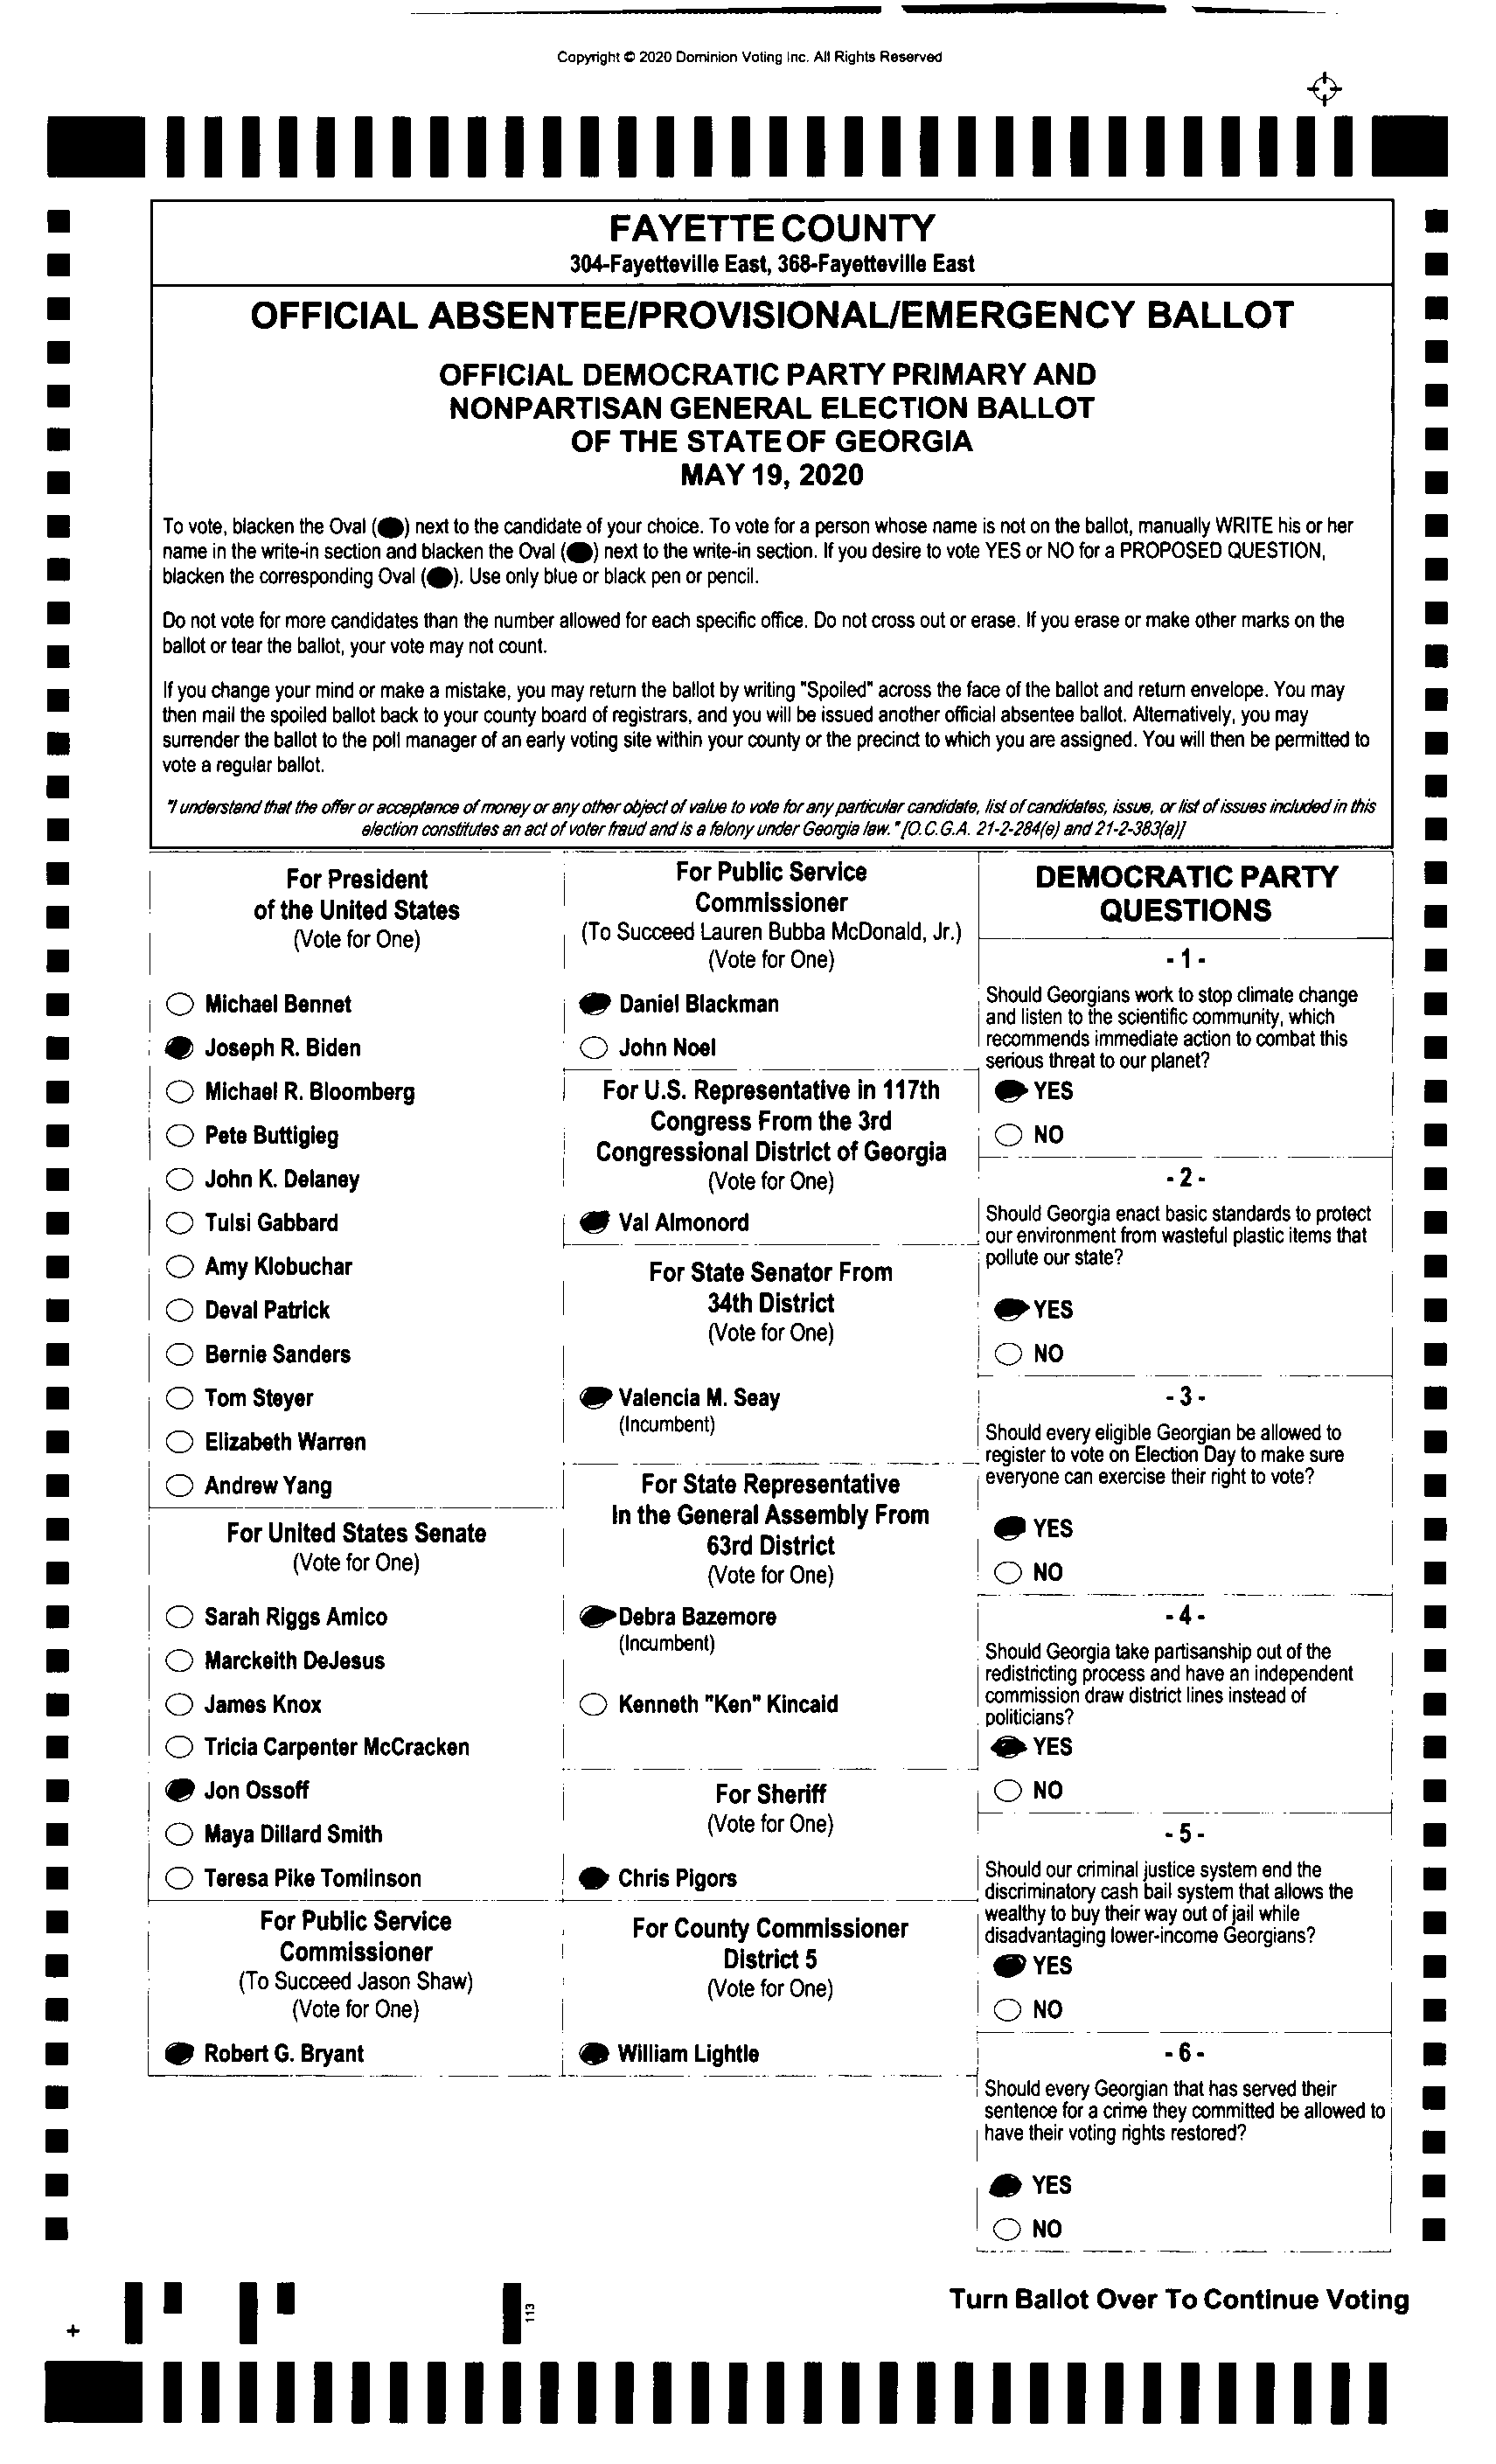 Copyright © 2020 Dominion Voting Inc. All Rights Reserved
FAYETTE COUNTY
304-Fayetteville East, 368-Fayetteville East
OFFICIAL ABSENTEE/PROVISIONAL/EMERGENCY BALLOT
OFFICIAL DEMOCRATIC PARTY PRIMARY AND
NONPARTISAN GENERAL ELECTION BALLOT
OF THE STATE OF GEORGIA
MAY 19, 2020
To vote, blacken the Oval ( ) next to the candidate of your choice. To vote for a person whose name is not on the ballot, manually WRITE his or her
name in the write-in section and blacken the Oval ( ) next to the write-in section. If you desire to vote YES or NO for a PROPOSED QUESTION,
blacken the corresponding Oval ( ). Use only blue or black pen or pencil.
Do not vote for more candidates than the number allowed for each specific office. Do not cross out or erase. If you erase or make other marks on the
ballot or tear the ballot, your vote may not count.
If you change your mind or make a mistake, you may return the ballot by writing "Spoiled" across the face of the ballot and return envelope. You may
then mail the spoiled ballot back to your county board of registrars, and you will be issued another official absentee ballot. Alternatively, you may
surrender the ballot to the poll manager of an early voting site within your county or the precinct to which you are assigned. You will then be permitted to
vote a regular ballot.
"I understand that the offer or acceptance of money or any other object of value to vote for any particular candidate, list of candidates, issue, or list of issues included in this
election constitutes an act of voter fraud and is a felony under Georgia law." [O.C.G.A. 21-2-284(e) and 21-2-383(a)]
For President
of the United States
(Vote for One)
Michael Bennet
Joseph R. Biden
Michael R. Bloomberg
Pete Buttigieg
John K. Delaney
Tulsi Gabbard
Amy Klobuchar
Deval Patrick
Bernie Sanders
Tom Steyer
Elizabeth Warren
Andrew Yang
For United States Senate
(Vote for One)
Sarah Riggs Amico
Marckeith DeJesus
James Knox
Tricia Carpenter McCracken
Jon Ossoff
Maya Dillard Smith
Teresa Pike Tomlinson
For Public Service
Commissioner
(To Succeed Jason Shaw)
(Vote for One)
Robert G. Bryant
For Public Service
Commissioner
(To Succeed Lauren Bubba McDonald, Jr.)
(Vote for One)
Daniel Blackman
John Noel
For U.S. Representative in 117th
Congress From the 3rd
Congressional District of Georgia
(Vote for One)
Val Almonord
For State Senator From
34th District
(Vote for One)
Valencia M. Seay
(Incumbent)
For State Representative
In the General Assembly From
63rd District
(Vote for One)
Debra Bazemore
(Incumbent)
Kenneth "Ken" Kincaid
For Sheriff
(Vote for One)
Chris Pigors
For County Commissioner
District 5
(Vote for One)
William Lightle
DEMOCRATIC PARTY
QUESTIONS
- 1 -
Should Georgians work to stop climate change
and listen to the scientific community, which
recommends immediate action to combat this
serious threat to our planet?
YES
NO
- 2 -
Should Georgia enact basic standards to protect
our environment from wasteful plastic items that
pollute our state?
YES
NO
- 3 -
Should every eligible Georgian be allowed to
register to vote on Election Day to make sure
everyone can exercise their right to vote?
YES
NO
- 4 -
Should Georgia take partisanship out of the
redistricting process and have an independent
commission draw district lines instead of
politicians?
YES
NO
- 5 -
Should our criminal justice system end the
discriminatory cash bail system that allows the
wealthy to buy their way out of jail while
disadvantaging lower-income Georgians?
YES
NO
- 6 -
Should every Georgian that has served their
sentence for a crime they committed be allowed to
have their voting rights restored?
YES
NO
Turn Ballot Over To Continue Voting
113